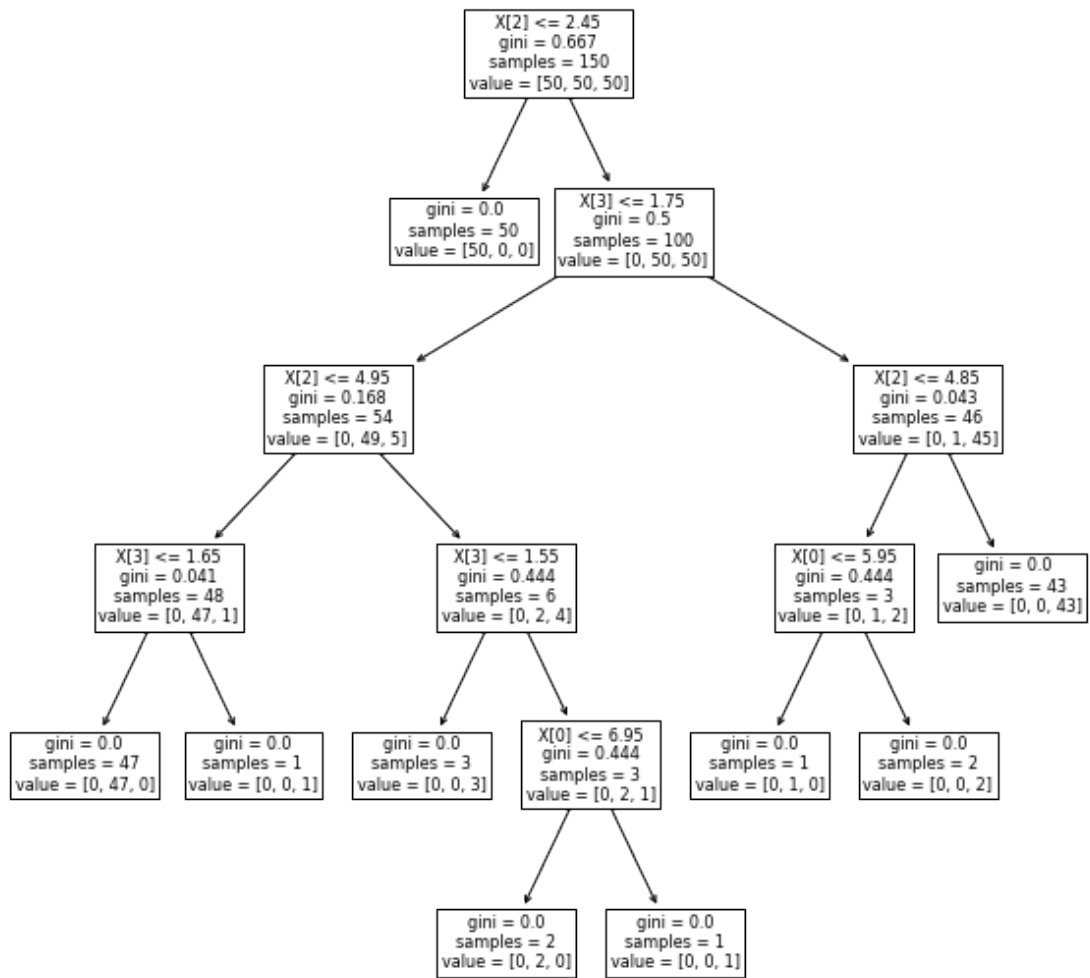 X[2] <= 2.45
gini = 0.667
samples = 150
value = [50, 50, 50]
gini = 0.0
samples = 50
value = [50, 0, 0]
X[3] <= 1.75
gini = 0.5
samples = 100
value = [0, 50, 50]
X[2] <= 4.95
gini = 0.168
samples = 54
value = [0, 49, 5]
X[2] <= 4.85
gini = 0.043
samples = 46
value = [0, 1, 45]
X[3] <= 1.65
gini = 0.041
samples = 48
value = [0, 47, 1]
X[3] <= 1.55
gini = 0.444
samples = 6
value = [0, 2, 4]
X[0] <= 5.95
gini = 0.444
samples = 3
value = [0, 1, 2]
gini = 0.0
samples = 43
value = [0, 0, 43]
gini = 0.0
samples = 47
value = [0, 47, 0]
gini = 0.0
samples = 1
value = [0, 0, 1]
gini = 0.0
samples = 3
value = [0, 0, 3]
X[0] <= 6.95
gini = 0.444
samples = 3
value = [0, 2, 1]
gini = 0.0
samples = 1
value = [0, 1, 0]
gini = 0.0
samples = 2
value = [0, 0, 2]
gini = 0.0
samples = 2
value = [0, 2, 0]
gini = 0.0
samples = 1
value = [0, 0, 1]